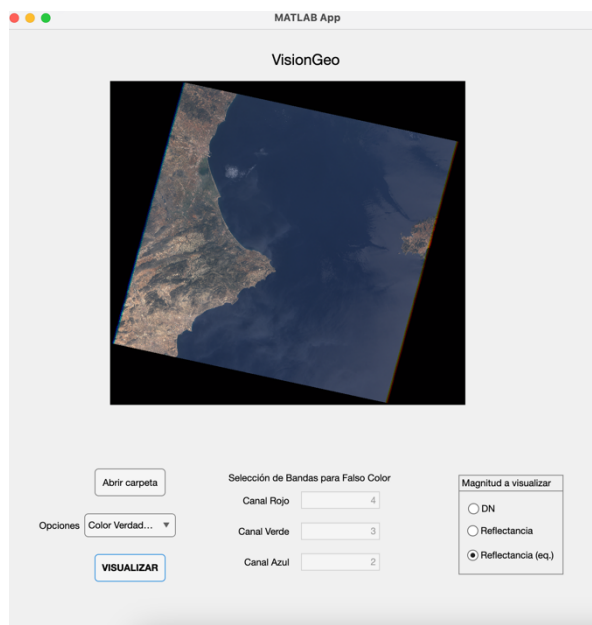 MATLAB App
VisionGeo
Abrir carpeta
Opciones
Color Verdad...
VISUALIZAR
Selección de Bandas para Falso Color
Canal Rojo
4
Canal Verde
3
Canal Azul
2
Magnitud a visualizar
DN
Reflectancia
Reflectancia (eq.)